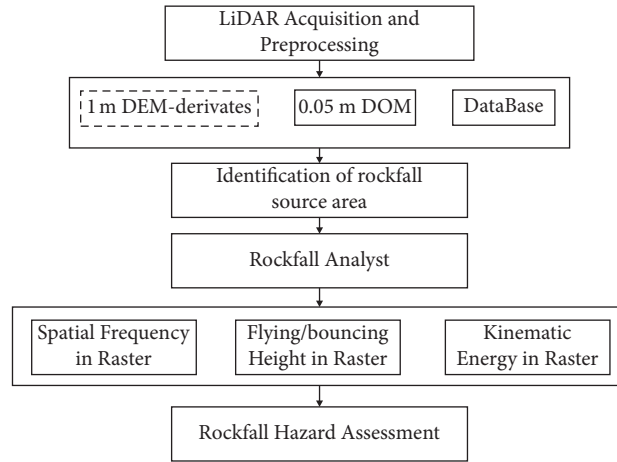 LiDAR Acquisition and
Preprocessing
1 m DEM-derivates
0.05 m DOM
DataBase
Identification of rockfall
source area
Rockfall Analyst
Spatial Frequency
in Raster
Flying/bouncing
Height in Raster
Kinematic
Energy in Raster
Rockfall Hazard Assessment